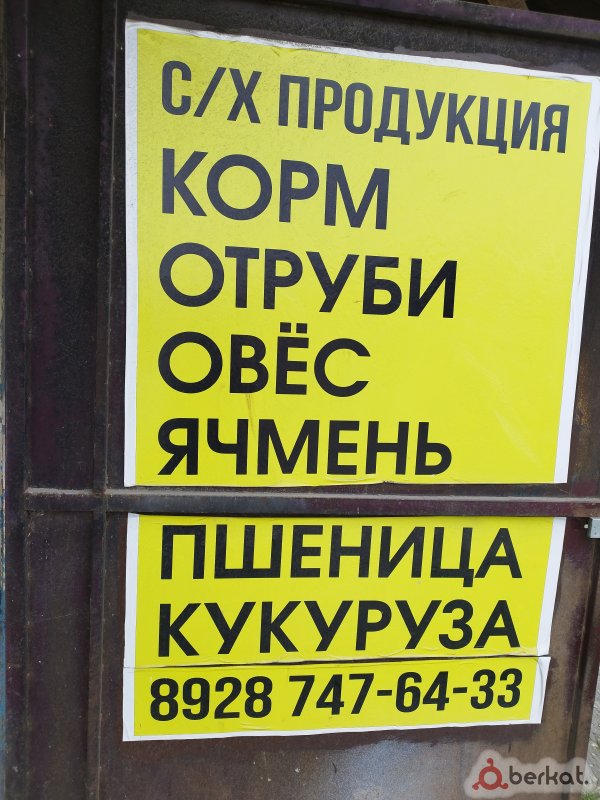 С/Х ПРОДУКЦИЯ
КОРМ
ОТРУБИ
ОВЁС
ЯЧМЕНЬ
ПШЕНИЦА
КУКУРУЗА
8928 747-64-33
berkat.